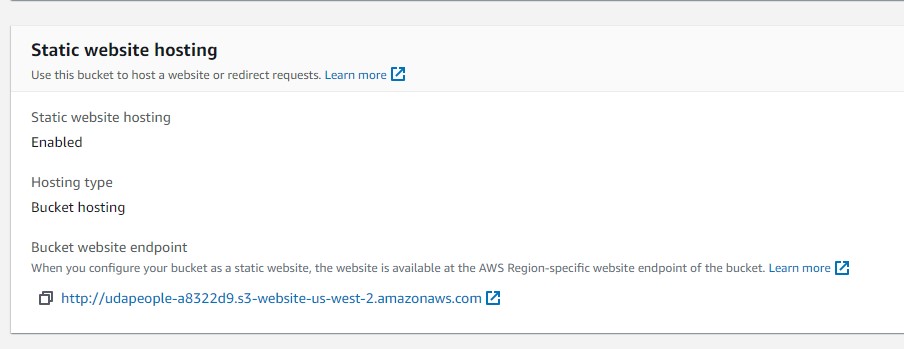 Static website hosting
Use this bucket to host a website or redirect requests. Learn more
Static website hosting
Enabled
Hosting type
Bucket hosting
Bucket website endpoint
When you configure your bucket as a static website, the website is available at the AWS Region-specific website endpoint of the bucket. Learn more
http://udapeople-a8322d9.s3-website-us-west-2.amazonaws.com